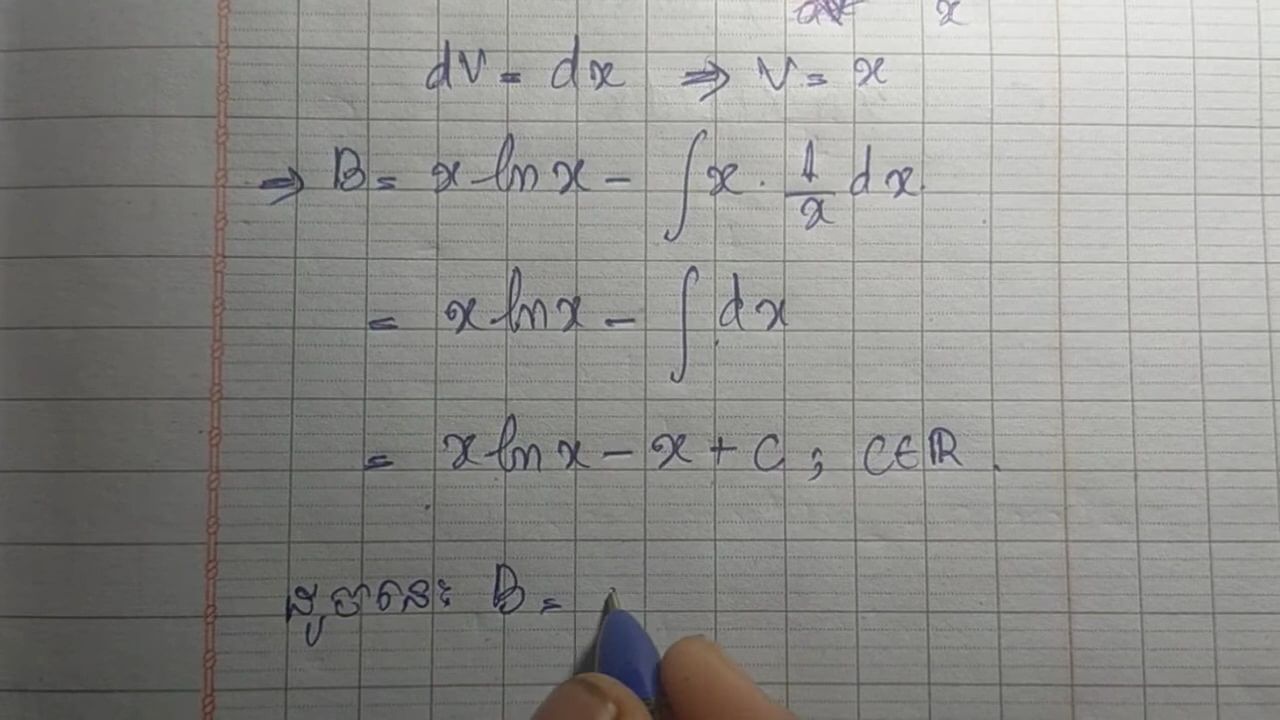 dv = dx ⇒ v = x
⇒ B = x ln x − ∫ x · 1/x dx.
= x ln x − ∫ dx
= x ln x − x + c ; c ∈ ℝ.
ដូចនេះ B =